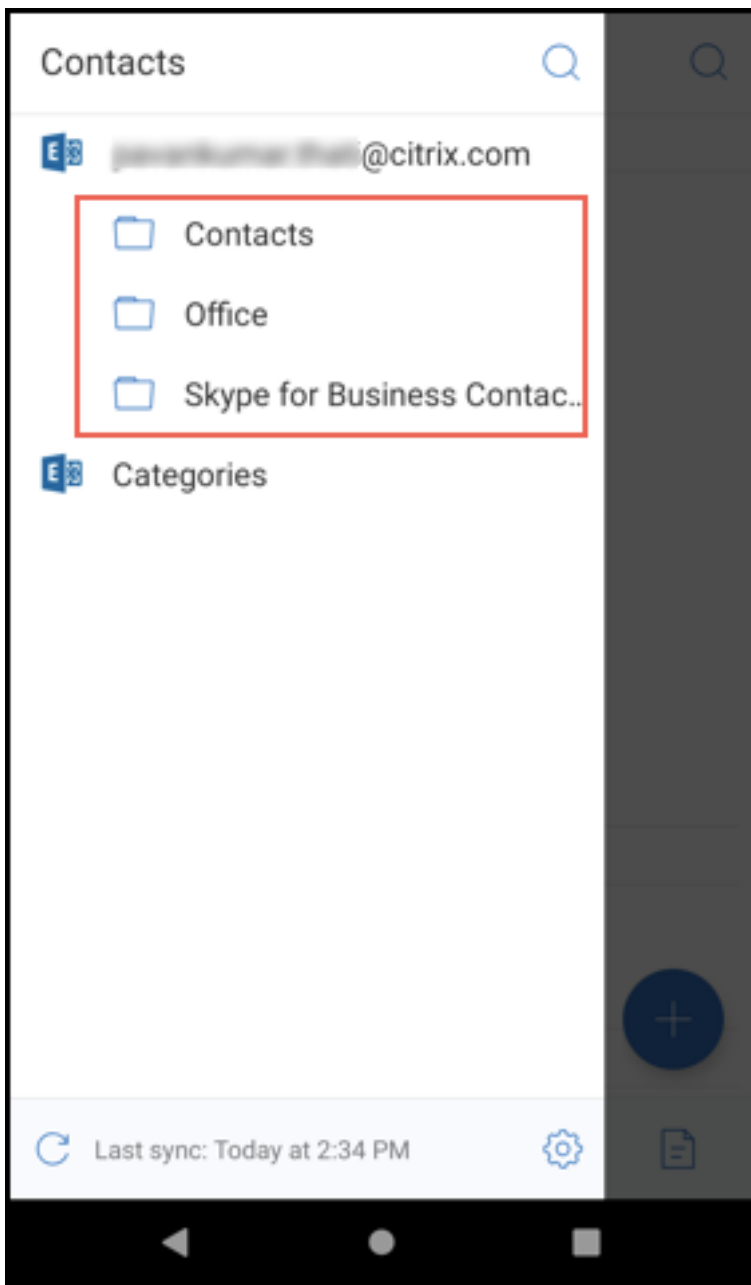 Contacts
@citrix.com
Contacts
Office
Skype for Business Contac...
Categories
Last sync: Today at 2:34 PM